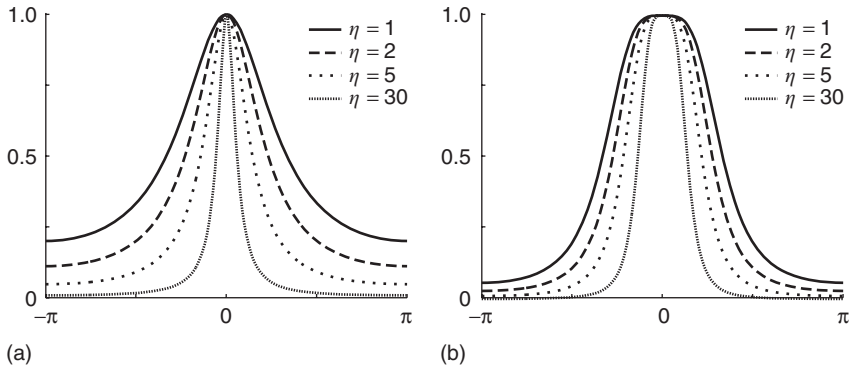 1.0
0.5
0
−π
0
π
η = 1
η = 2
η = 5
η = 30
(a)
1.0
0.5
0
−π
0
π
η = 1
η = 2
η = 5
η = 30
(b)